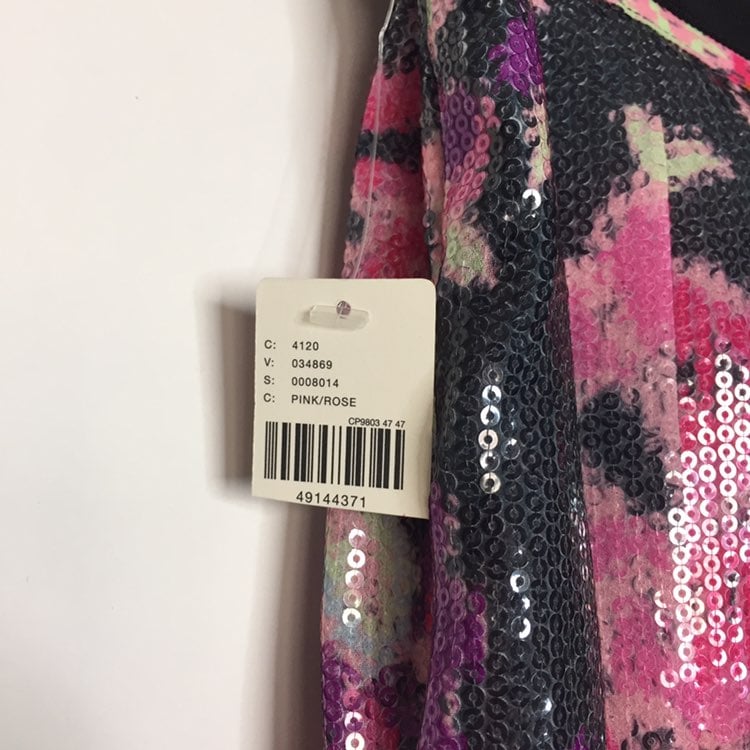 C: 4120
V: 034869
S: 0008014
C: PINK/ROSE
CP9803 47 47
49144371